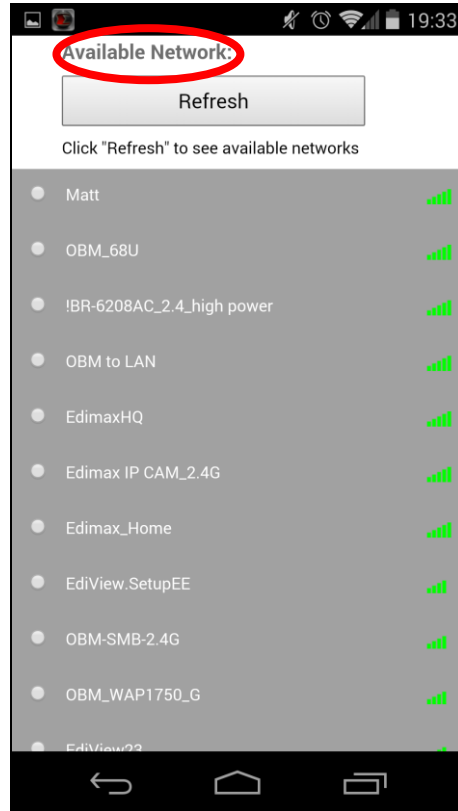 19:33
Available Network:
Refresh
Click "Refresh" to see available networks
Matt
OBM_68U
!BR-6208AC_2.4_high power
OBM to LAN
EdimaxHQ
Edimax IP CAM_2.4G
Edimax_Home
EdiView.SetupEE
OBM-SMB-2.4G
OBM_WAP1750_G
EdiView23